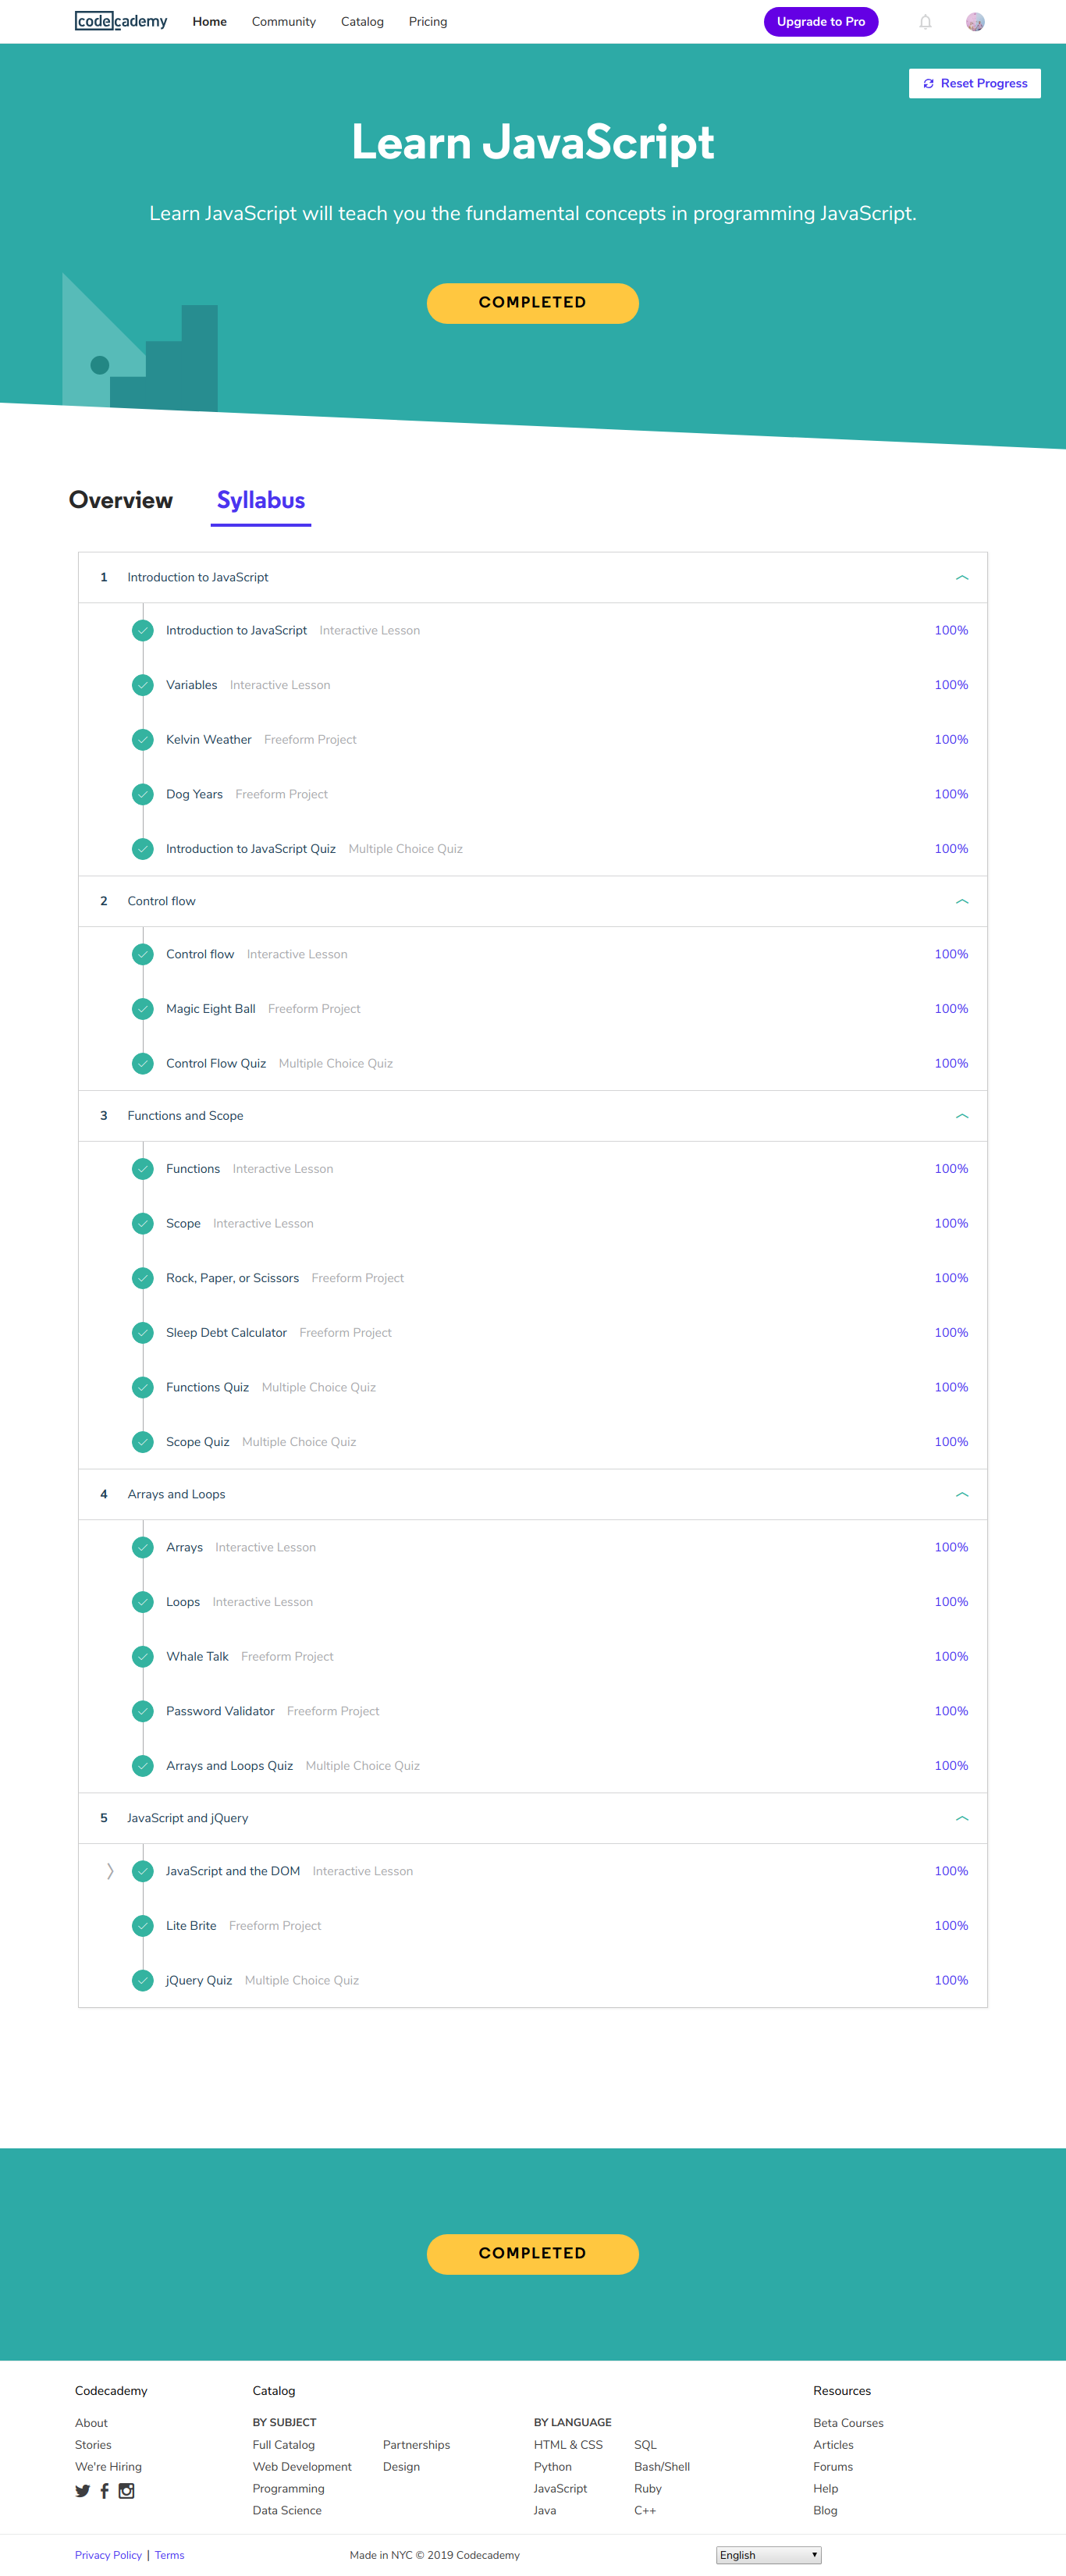 codecademy Home Community Catalog Pricing Upgrade to Pro
Reset Progress
Learn JavaScript
Learn JavaScript will teach you the fundamental concepts in programming JavaScript.
COMPLETED
Overview Syllabus
1 Introduction to JavaScript
Introduction to JavaScript Interactive Lesson 100%
Variables Interactive Lesson 100%
Kelvin Weather Freeform Project 100%
Dog Years Freeform Project 100%
Introduction to JavaScript Quiz Multiple Choice Quiz 100%
2 Control flow
Control flow Interactive Lesson 100%
Magic Eight Ball Freeform Project 100%
Control Flow Quiz Multiple Choice Quiz 100%
3 Functions and Scope
Functions Interactive Lesson 100%
Scope Interactive Lesson 100%
Rock, Paper, or Scissors Freeform Project 100%
Sleep Debt Calculator Freeform Project 100%
Functions Quiz Multiple Choice Quiz 100%
Scope Quiz Multiple Choice Quiz 100%
4 Arrays and Loops
Arrays Interactive Lesson 100%
Loops Interactive Lesson 100%
Whale Talk Freeform Project 100%
Password Validator Freeform Project 100%
Arrays and Loops Quiz Multiple Choice Quiz 100%
5 JavaScript and jQuery
JavaScript and the DOM Interactive Lesson 100%
Lite Brite Freeform Project 100%
jQuery Quiz Multiple Choice Quiz 100%
COMPLETED
Codecademy Catalog Resources
About BY SUBJECT BY LANGUAGE Beta Courses
Stories Full Catalog Partnerships HTML & CSS SQL Articles
We're Hiring Web Development Design Python Bash/Shell Forums
Programming JavaScript Ruby Help
Data Science Java C++ Blog
Privacy Policy | Terms Made in NYC © 2019 Codecademy English